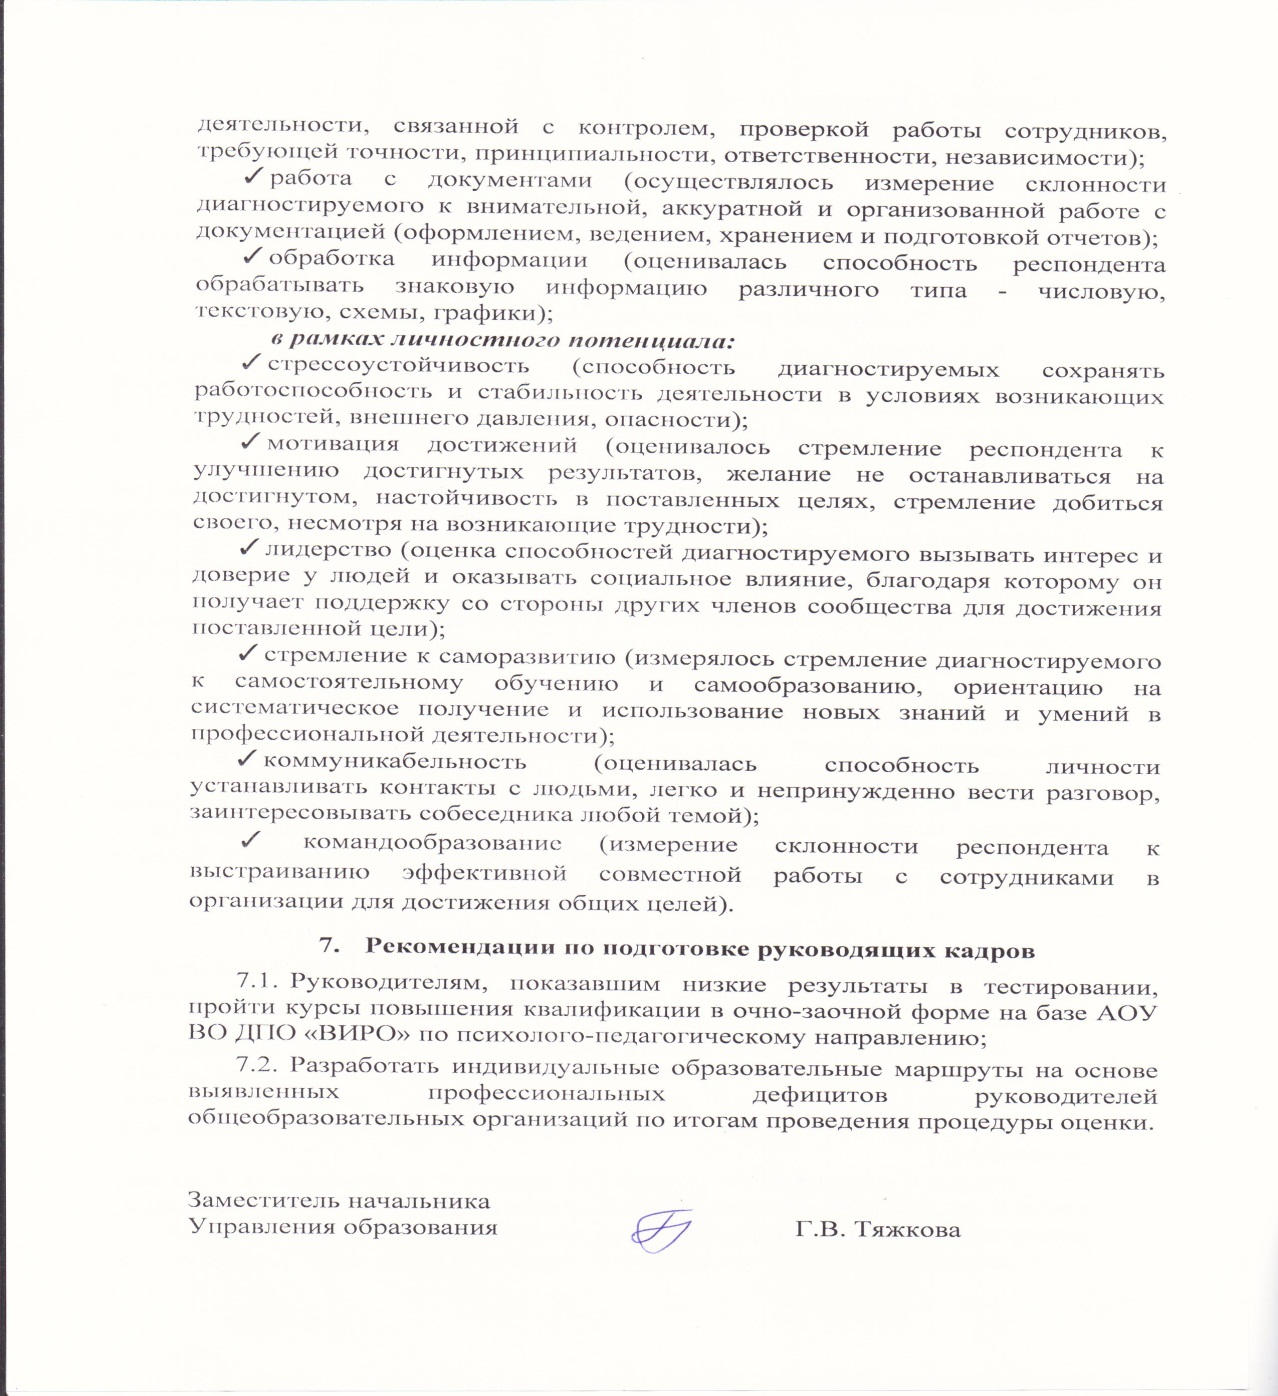 деятельности, связанной с контролем, проверкой работы сотрудников,
требующей точности, принципиальности, ответственности, независимости);
✓ работа с документами (осуществлялось измерение склонности
диагностируемого к внимательной, аккуратной и организованной работе с
документацией (оформлением, ведением, хранением и подготовкой отчетов);
✓ обработка информации (оценивалась способность респондента
обрабатывать знаковую информацию различного типа - числовую,
текстовую, схемы, графики);
в рамках личностного потенциала:
✓ стрессоустойчивость (способность диагностируемых сохранять
работоспособность и стабильность деятельности в условиях возникающих
трудностей, внешнего давления, опасности);
✓ мотивация достижений (оценивалось стремление респондента к
улучшению достигнутых результатов, желание не останавливаться на
достигнутом, настойчивость в поставленных целях, стремление добиться
своего, несмотря на возникающие трудности);
✓ лидерство (оценка способностей диагностируемого вызывать интерес и
доверие у людей и оказывать социальное влияние, благодаря которому он
получает поддержку со стороны других членов сообщества для достижения
поставленной цели);
✓ стремление к саморазвитию (измерялось стремление диагностируемого
к самостоятельному обучению и самообразованию, ориентацию на
систематическое получение и использование новых знаний и умений в
профессиональной деятельности);
✓ коммуникабельность (оценивалась способность личности
устанавливать контакты с людьми, легко и непринужденно вести разговор,
заинтересовывать собеседника любой темой);
✓ командообразование (измерение склонности респондента к
выстраиванию эффективной совместной работы с сотрудниками в
организации для достижения общих целей).
7. Рекомендации по подготовке руководящих кадров
7.1. Руководителям, показавшим низкие результаты в тестировании,
пройти курсы повышения квалификации в очно-заочной форме на базе АОУ
ВО ДПО «ВИРО» по психолого-педагогическому направлению;
7.2. Разработать индивидуальные образовательные маршруты на основе
выявленных профессиональных дефицитов руководителей
общеобразовательных организаций по итогам проведения процедуры оценки.
Заместитель начальника
Управления образования Г.В. Тяжкова